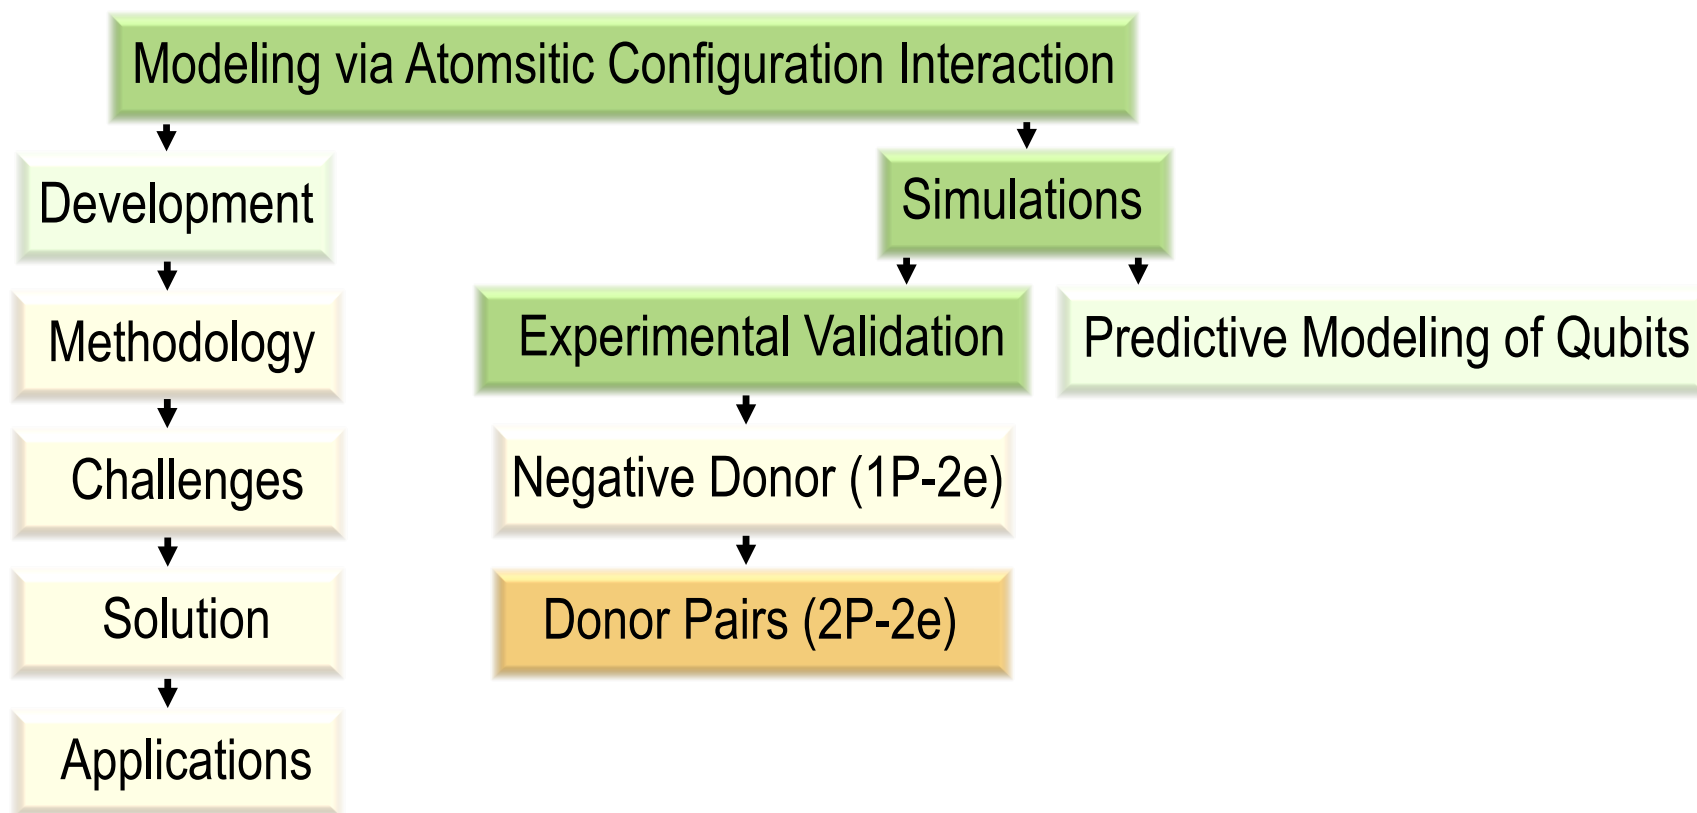 Modeling via Atomsitic Configuration Interaction
Development
Simulations
Methodology
Experimental Validation
Predictive Modeling of Qubits
Challenges
Negative Donor (1P-2e)
Solution
Donor Pairs (2P-2e)
Applications